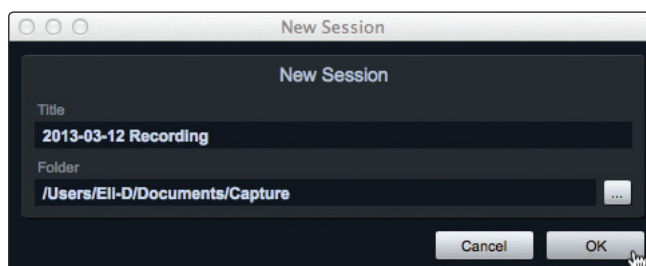 New Session
New Session
Title
2013-03-12 Recording
Folder
/Users/Eli-D/Documents/Capture
...
Cancel OK